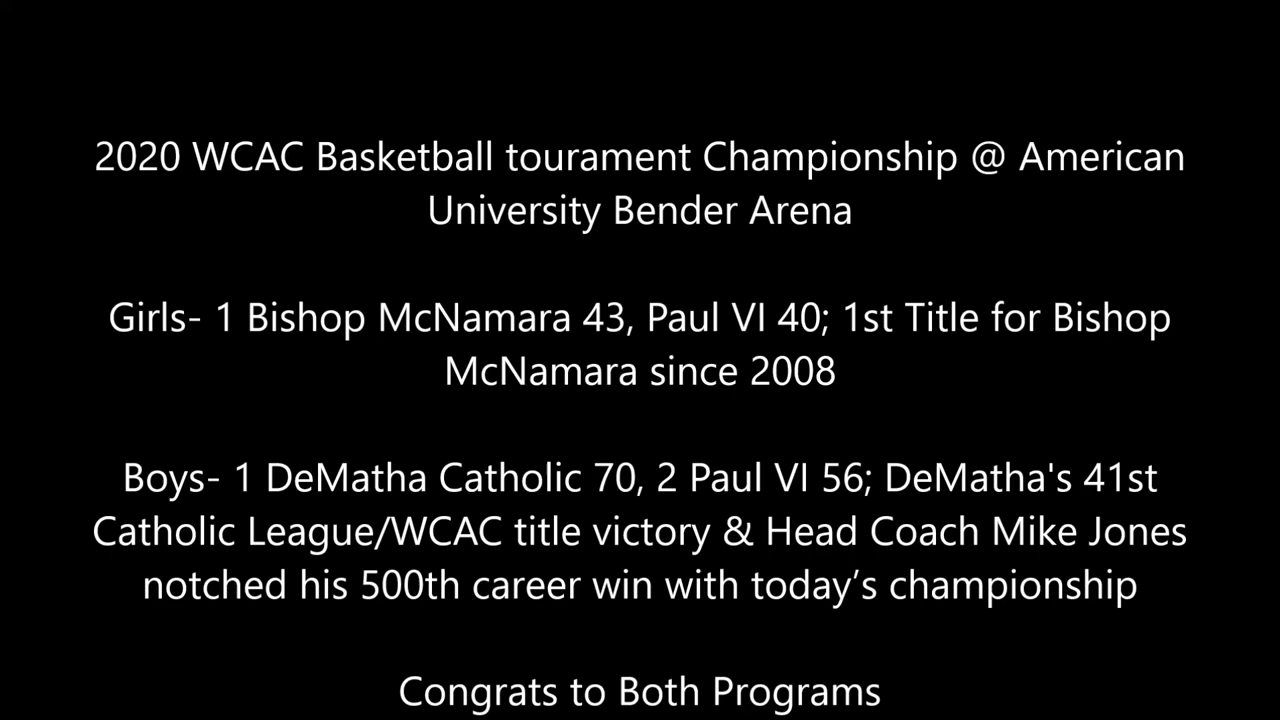 2020 WCAC Basketball tourament Championship @ American
University Bender Arena
Girls- 1 Bishop McNamara 43, Paul VI 40; 1st Title for Bishop
McNamara since 2008
Boys- 1 DeMatha Catholic 70, 2 Paul VI 56; DeMatha's 41st
Catholic League/WCAC title victory & Head Coach Mike Jones
notched his 500th career win with today’s championship
Congrats to Both Programs